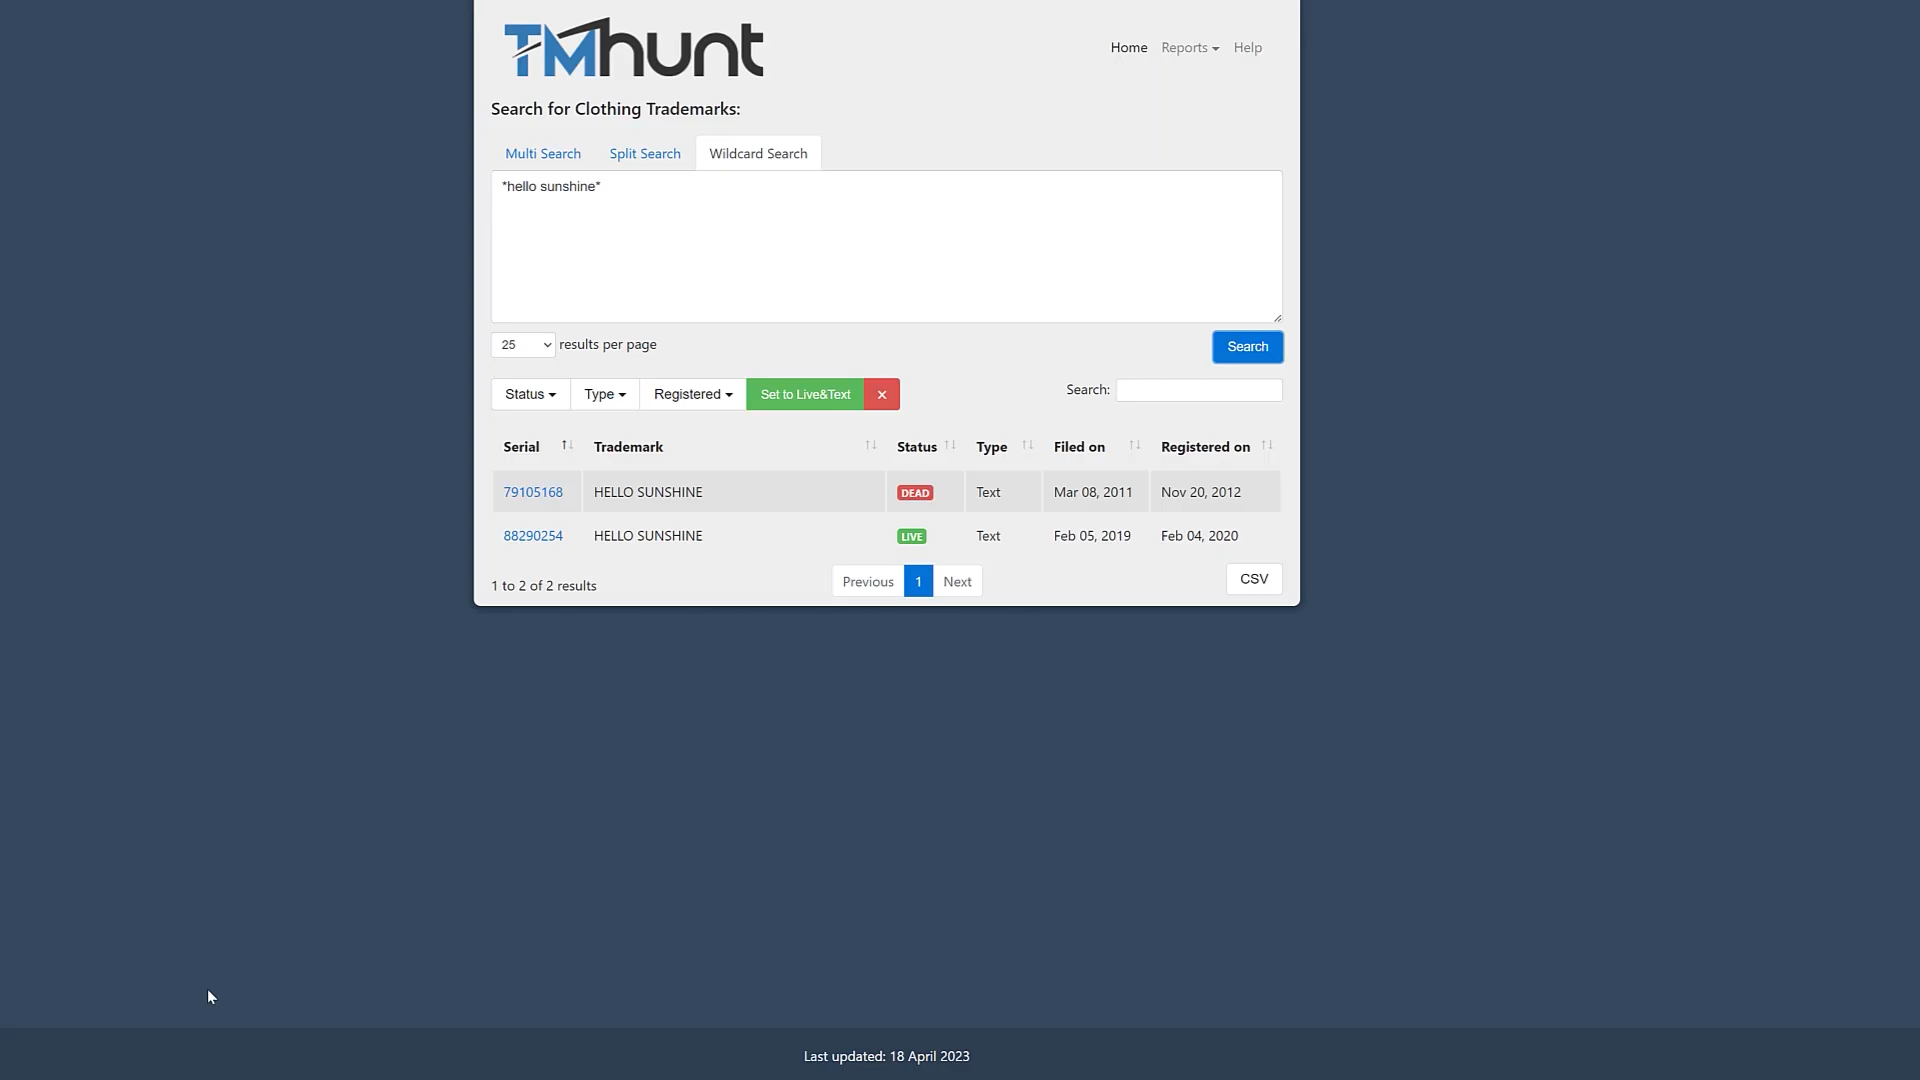 TMhunt
Home Reports Help
Search for Clothing Trademarks:
Multi Search Split Search Wildcard Search
*hello sunshine*
25 results per page
Search
Status Type Registered Set to Live&Text ×
Search:
Serial Trademark Status Type Filed on Registered on
79105168 HELLO SUNSHINE DEAD Text Mar 08, 2011 Nov 20, 2012
88290254 HELLO SUNSHINE LIVE Text Feb 05, 2019 Feb 04, 2020
1 to 2 of 2 results
Previous 1 Next
CSV
Last updated: 18 April 2023